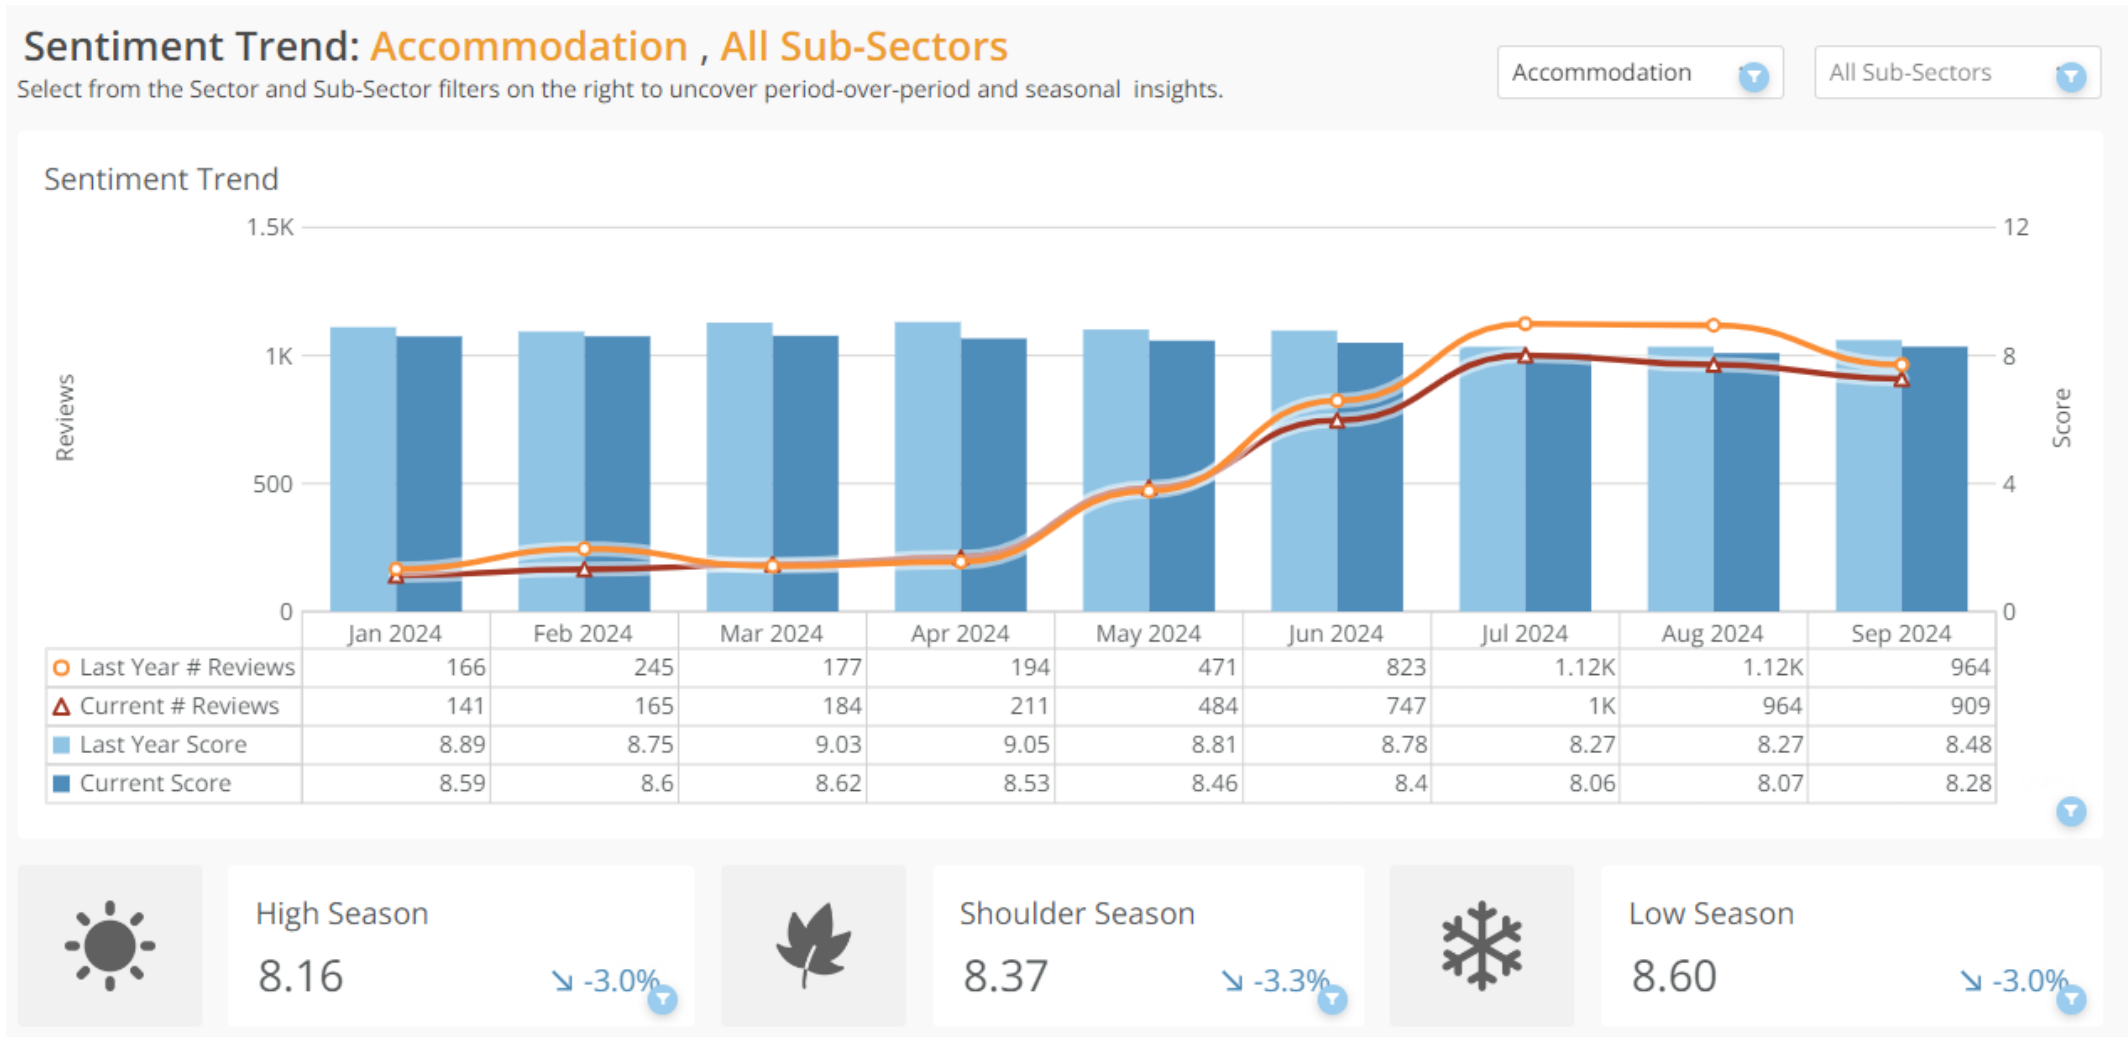 Sentiment Trend: Accommodation , All Sub-Sectors
Select from the Sector and Sub-Sector filters on the right to uncover period-over-period and seasonal insights.
Accommodation
All Sub-Sectors
Sentiment Trend
1.5K 12
1K 8
500 4
0 0
Reviews
Score
Jan 2024 Feb 2024 Mar 2024 Apr 2024 May 2024 Jun 2024 Jul 2024 Aug 2024 Sep 2024
Last Year # Reviews 166 245 177 194 471 823 1.12K 1.12K 964
Current # Reviews 141 165 184 211 484 747 1K 964 909
Last Year Score 8.89 8.75 9.03 9.05 8.81 8.78 8.27 8.27 8.48
Current Score 8.59 8.6 8.62 8.53 8.46 8.4 8.06 8.07 8.28
High Season
8.16 ↘ -3.0%
Shoulder Season
8.37 ↘ -3.3%
Low Season
8.60 ↘ -3.0%